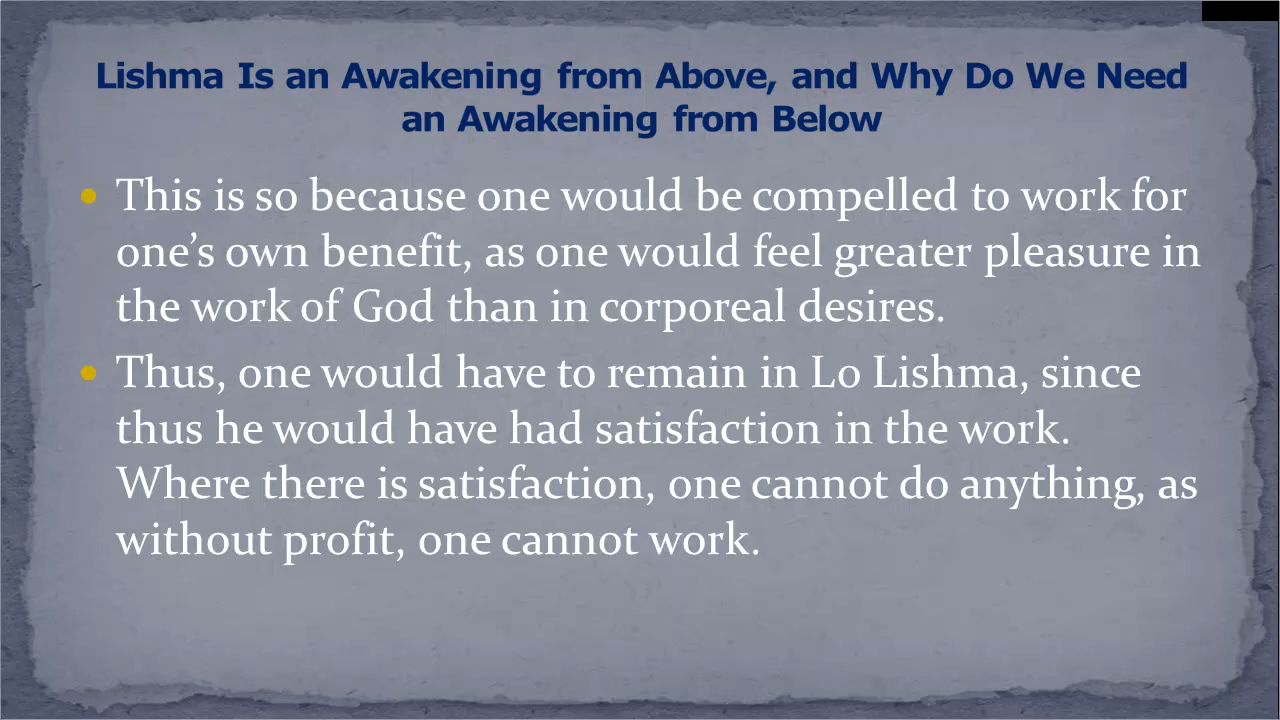 Lishma Is an Awakening from Above, and Why Do We Need
an Awakening from Below
• This is so because one would be compelled to work for
one’s own benefit, as one would feel greater pleasure in
the work of God than in corporeal desires.
• Thus, one would have to remain in Lo Lishma, since
thus he would have had satisfaction in the work.
Where there is satisfaction, one cannot do anything, as
without profit, one cannot work.